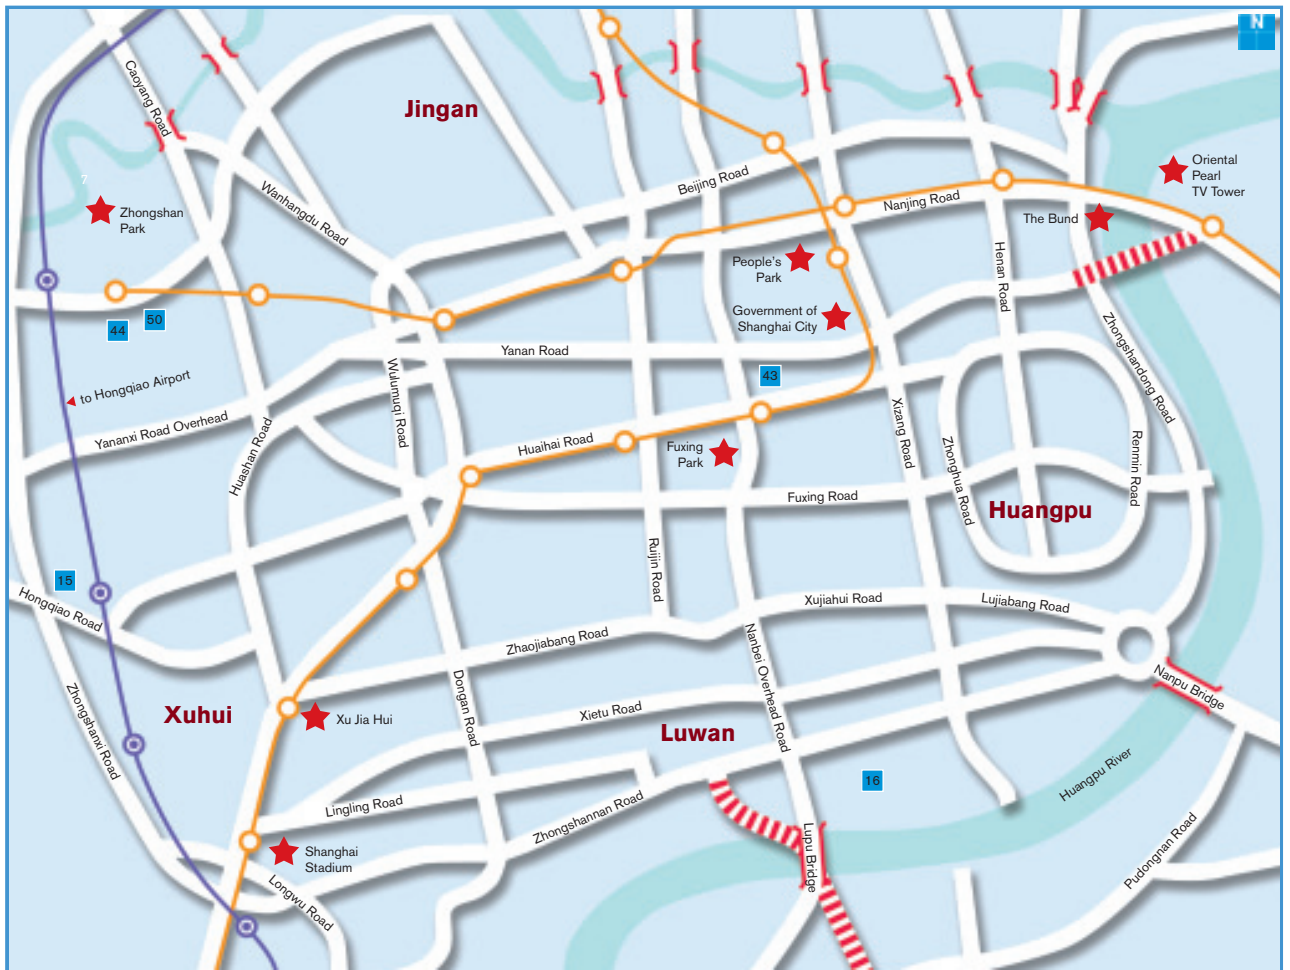 N
Caoyang Road
Jingan
7
Zhongshan
Park
Wanhangdu Road
Beijing Road
Nanjing Road
Oriental
Pearl
TV Tower
The Bund
People's
Park
Henan Road
Government of
Shanghai City
Zhongshandong Road
44
50
Yanan Road
to Hongqiao Airport
Wulumuqi Road
43
Yananxi Road Overhead
Huashan Road
Huaihai Road
Fuxing
Park
Xizang Road
Zhonghua Road
Renmin Road
Fuxing Road
Huangpu
15
Hongqiao Road
Ruijin Road
Xujiahui Road
Lujiabang Road
Zhaojiabang Road
Nanbei Overhead Road
Nanpu Bridge
Zhongshanxi Road
Xuhui
Xu Jia Hui
Dongan Road
Xietu Road
Luwan
16
Huangpu River
Lingling Road
Zhongshannan Road
Lupu Bridge
Pudongnan Road
Shanghai
Stadium
Longwu Road